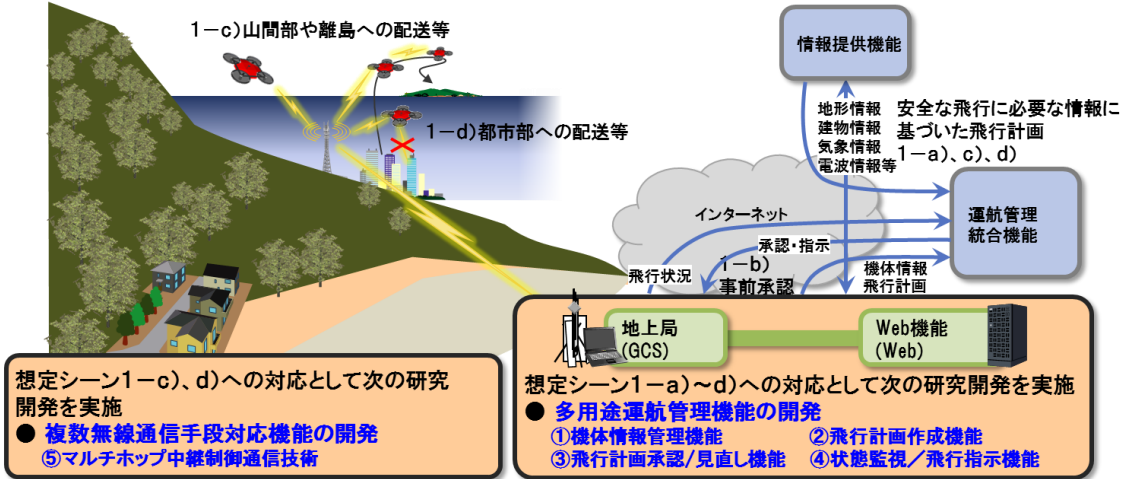 1－c)山間部や離島への配送等
1－d)都市部への配送等
情報提供機能
地形情報
建物情報
気象情報
電波情報等
安全な飛行に必要な情報に
基づいた飛行計画
1－a)、c)、d)
運航管理
統合機能
インターネット
承認・指示
1－b)
事前承認
飛行状況
機体情報
飛行計画
地上局
(GCS)
Web機能
(Web)
想定シーン1－c)、d)への対応として次の研究
開発を実施
● 複数無線通信手段対応機能の開発
⑤マルチホップ中継制御通信技術
想定シーン1－a)～d)への対応として次の研究開発を実施
● 多用途運航管理機能の開発
①機体情報管理機能 ②飛行計画作成機能
③飛行計画承認/見直し機能 ④状態監視／飛行指示機能